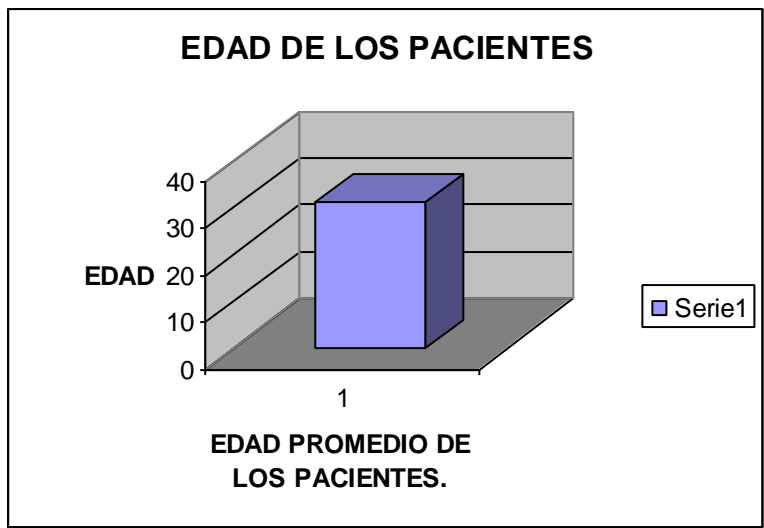 EDAD DE LOS PACIENTES
40
30
EDAD 20
10
0
1
Serie1
EDAD PROMEDIO DE
LOS PACIENTES.